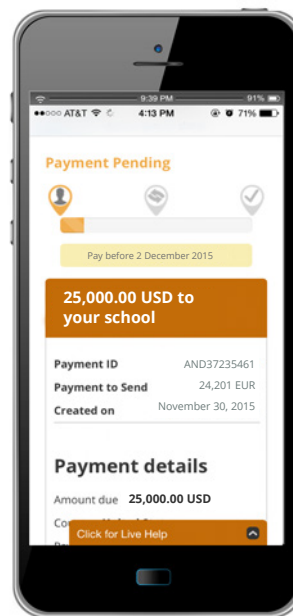 9:39 PM 91%
AT&T 4:13 PM 71%
Payment Pending
Pay before 2 December 2015
25,000.00 USD to
your school
Payment ID AND37235461
Payment to Send 24,201 EUR
Created on November 30, 2015
Payment details
Amount due 25,000.00 USD
Click for Live Help